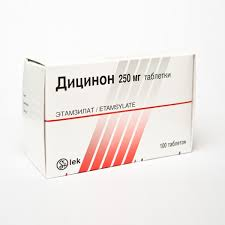 Дицинон 250 мг таблетки
ЭТАМЗИЛАТ / ETAMSYLATE
lek
100 таблеток